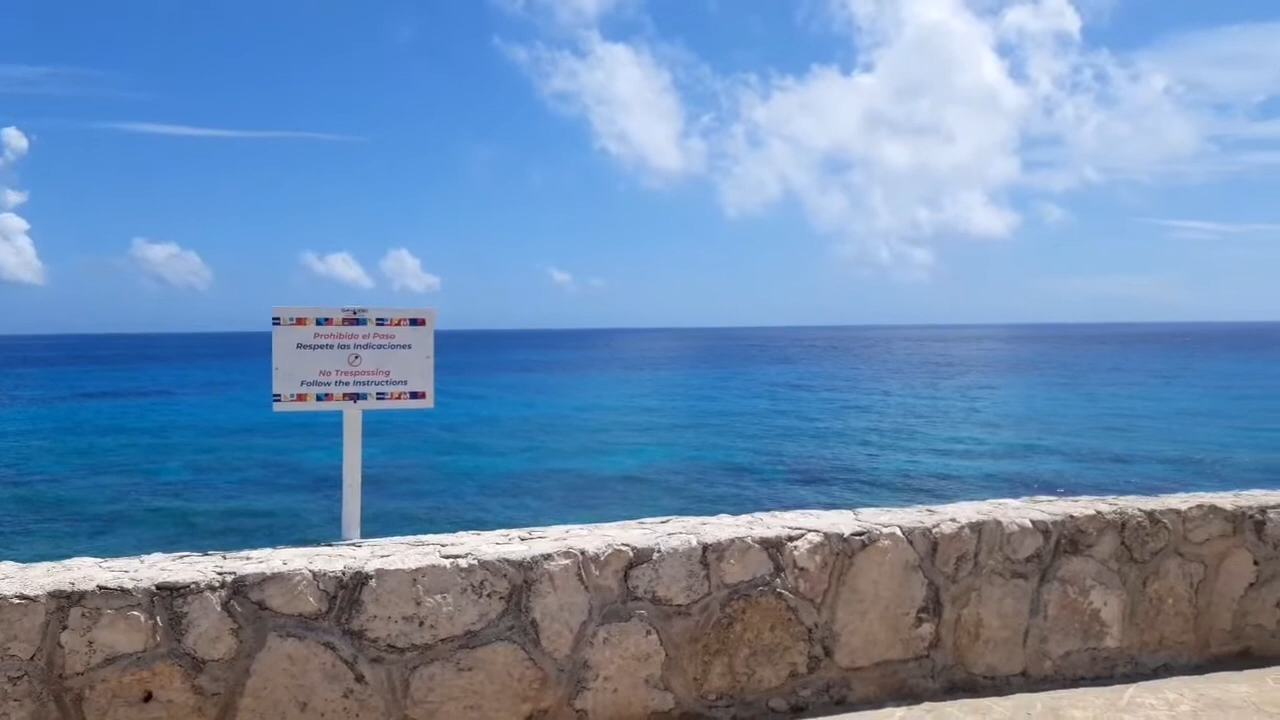 Prohibido el Paso
Respete las Indicaciones
No Trespassing
Follow the Instructions